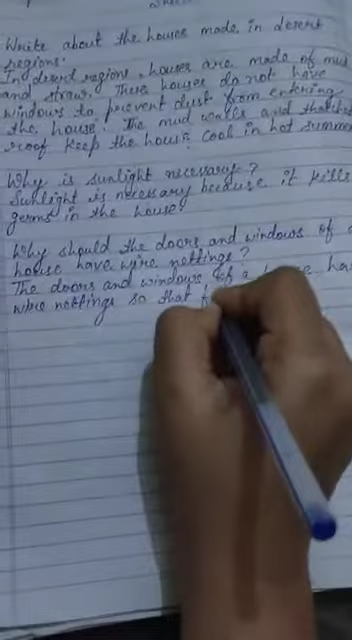 Write about the houses made in desert
regions.
In desert regions, houses are made of mud
and straw. These houses do not have
windows to prevent dust from entering
the house. The mud walls and thatched
roof keep the house cool in hot summer
Why is sunlight necessary?
Sunlight is necessary because it kills
germs in the house.
Why should the doors and windows of a
house have wire nettings?
The doors and windows of a have
wire nettings so that